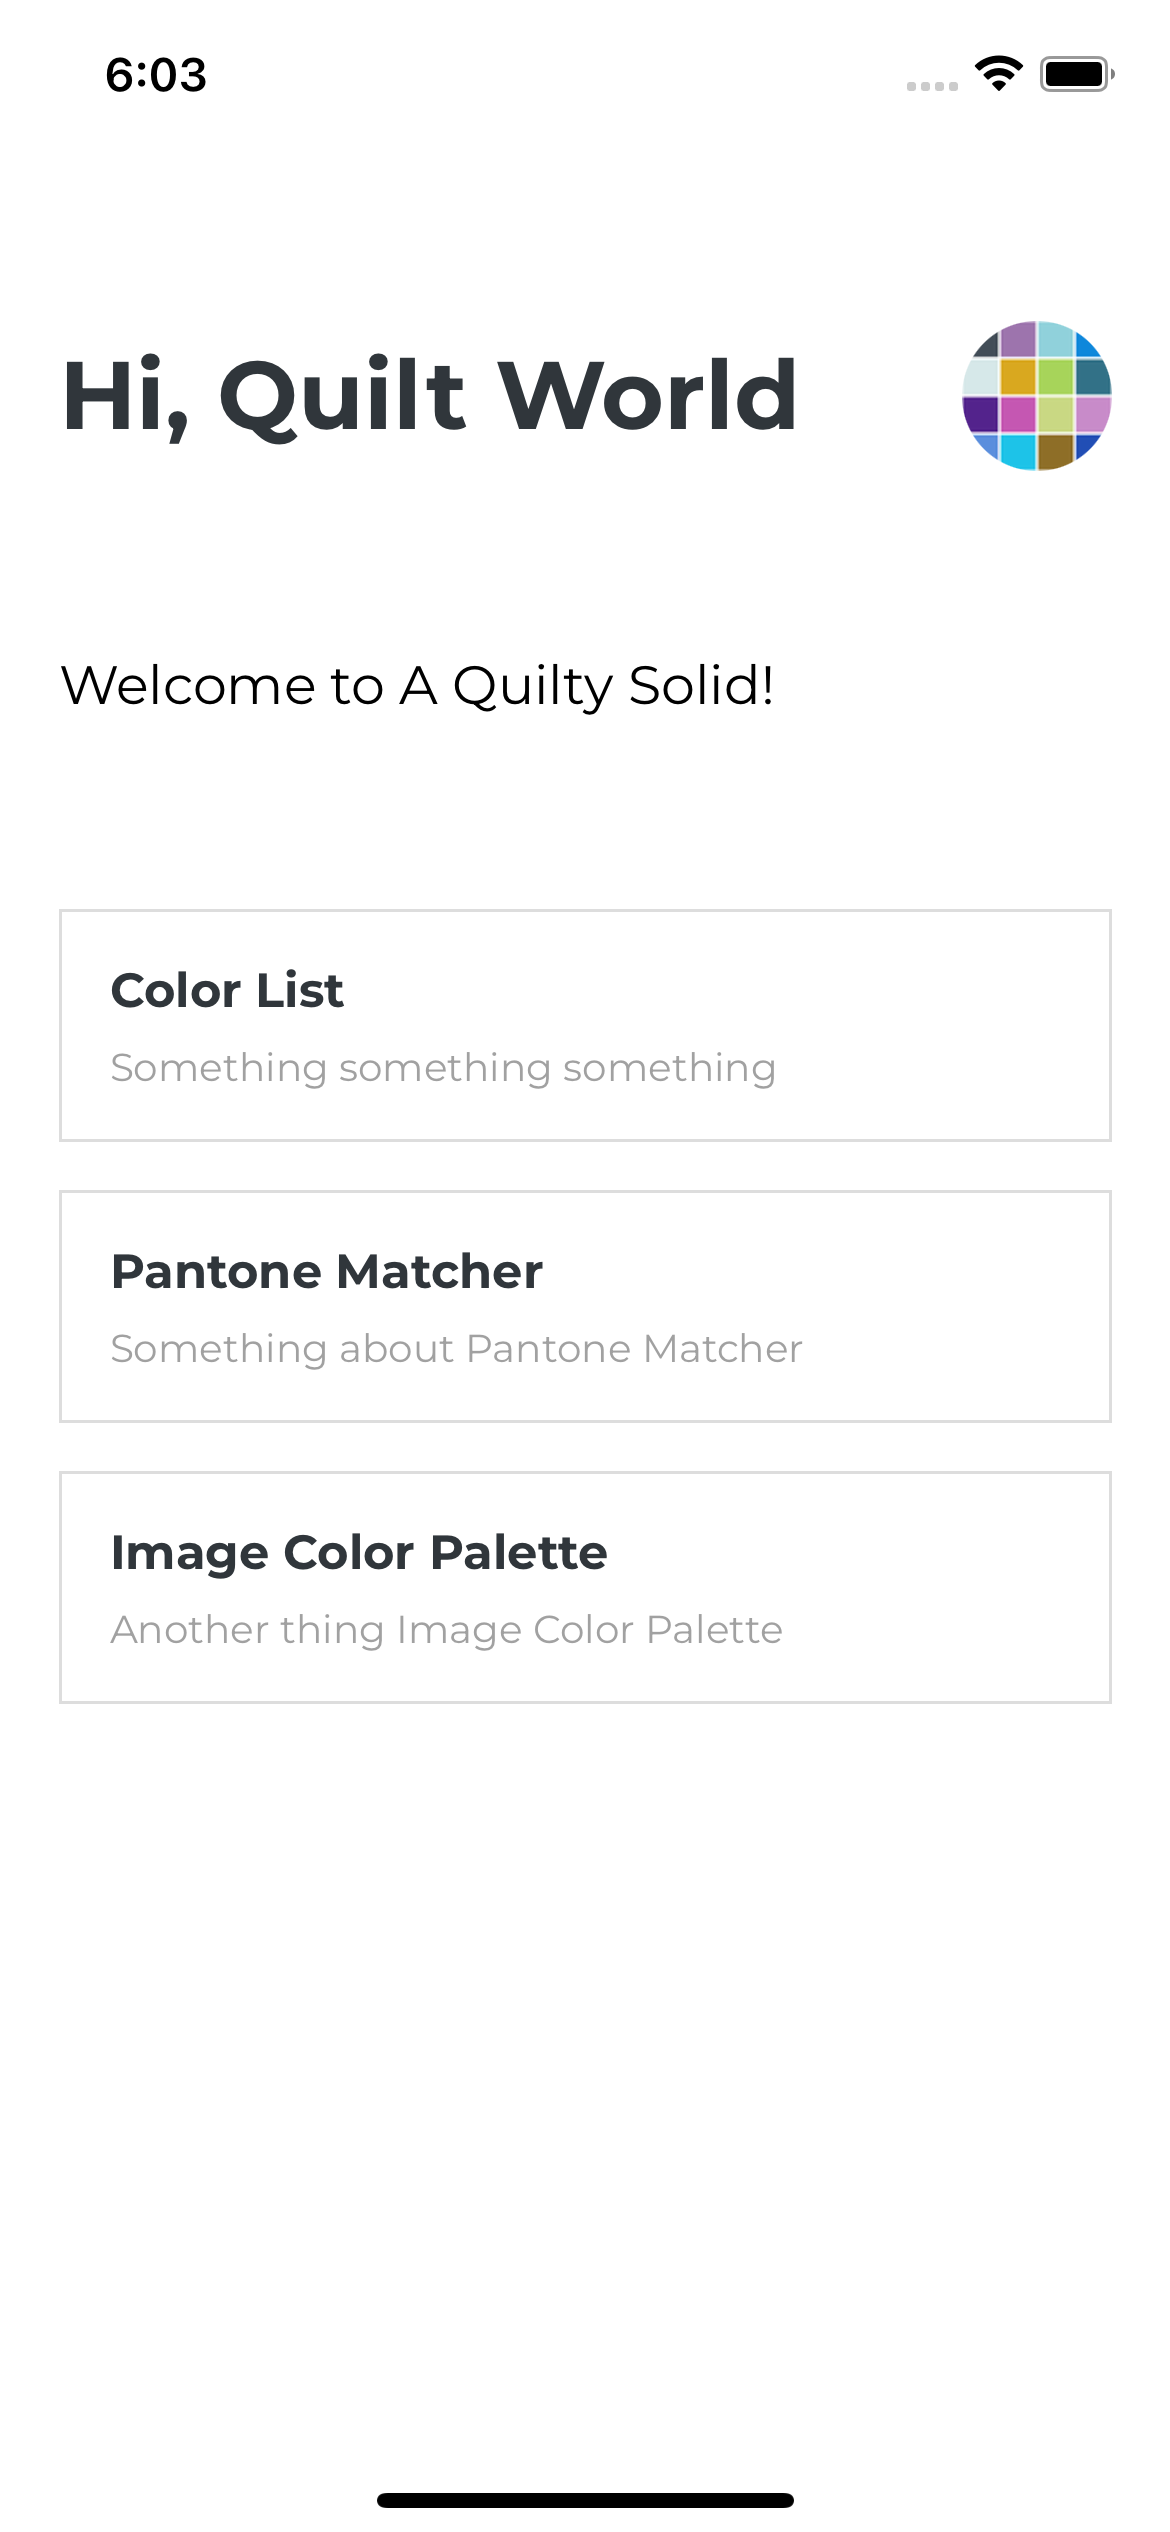 6:03
Hi, Quilt World
Welcome to A Quilty Solid!
Color List
Something something something
Pantone Matcher
Something about Pantone Matcher
Image Color Palette
Another thing Image Color Palette